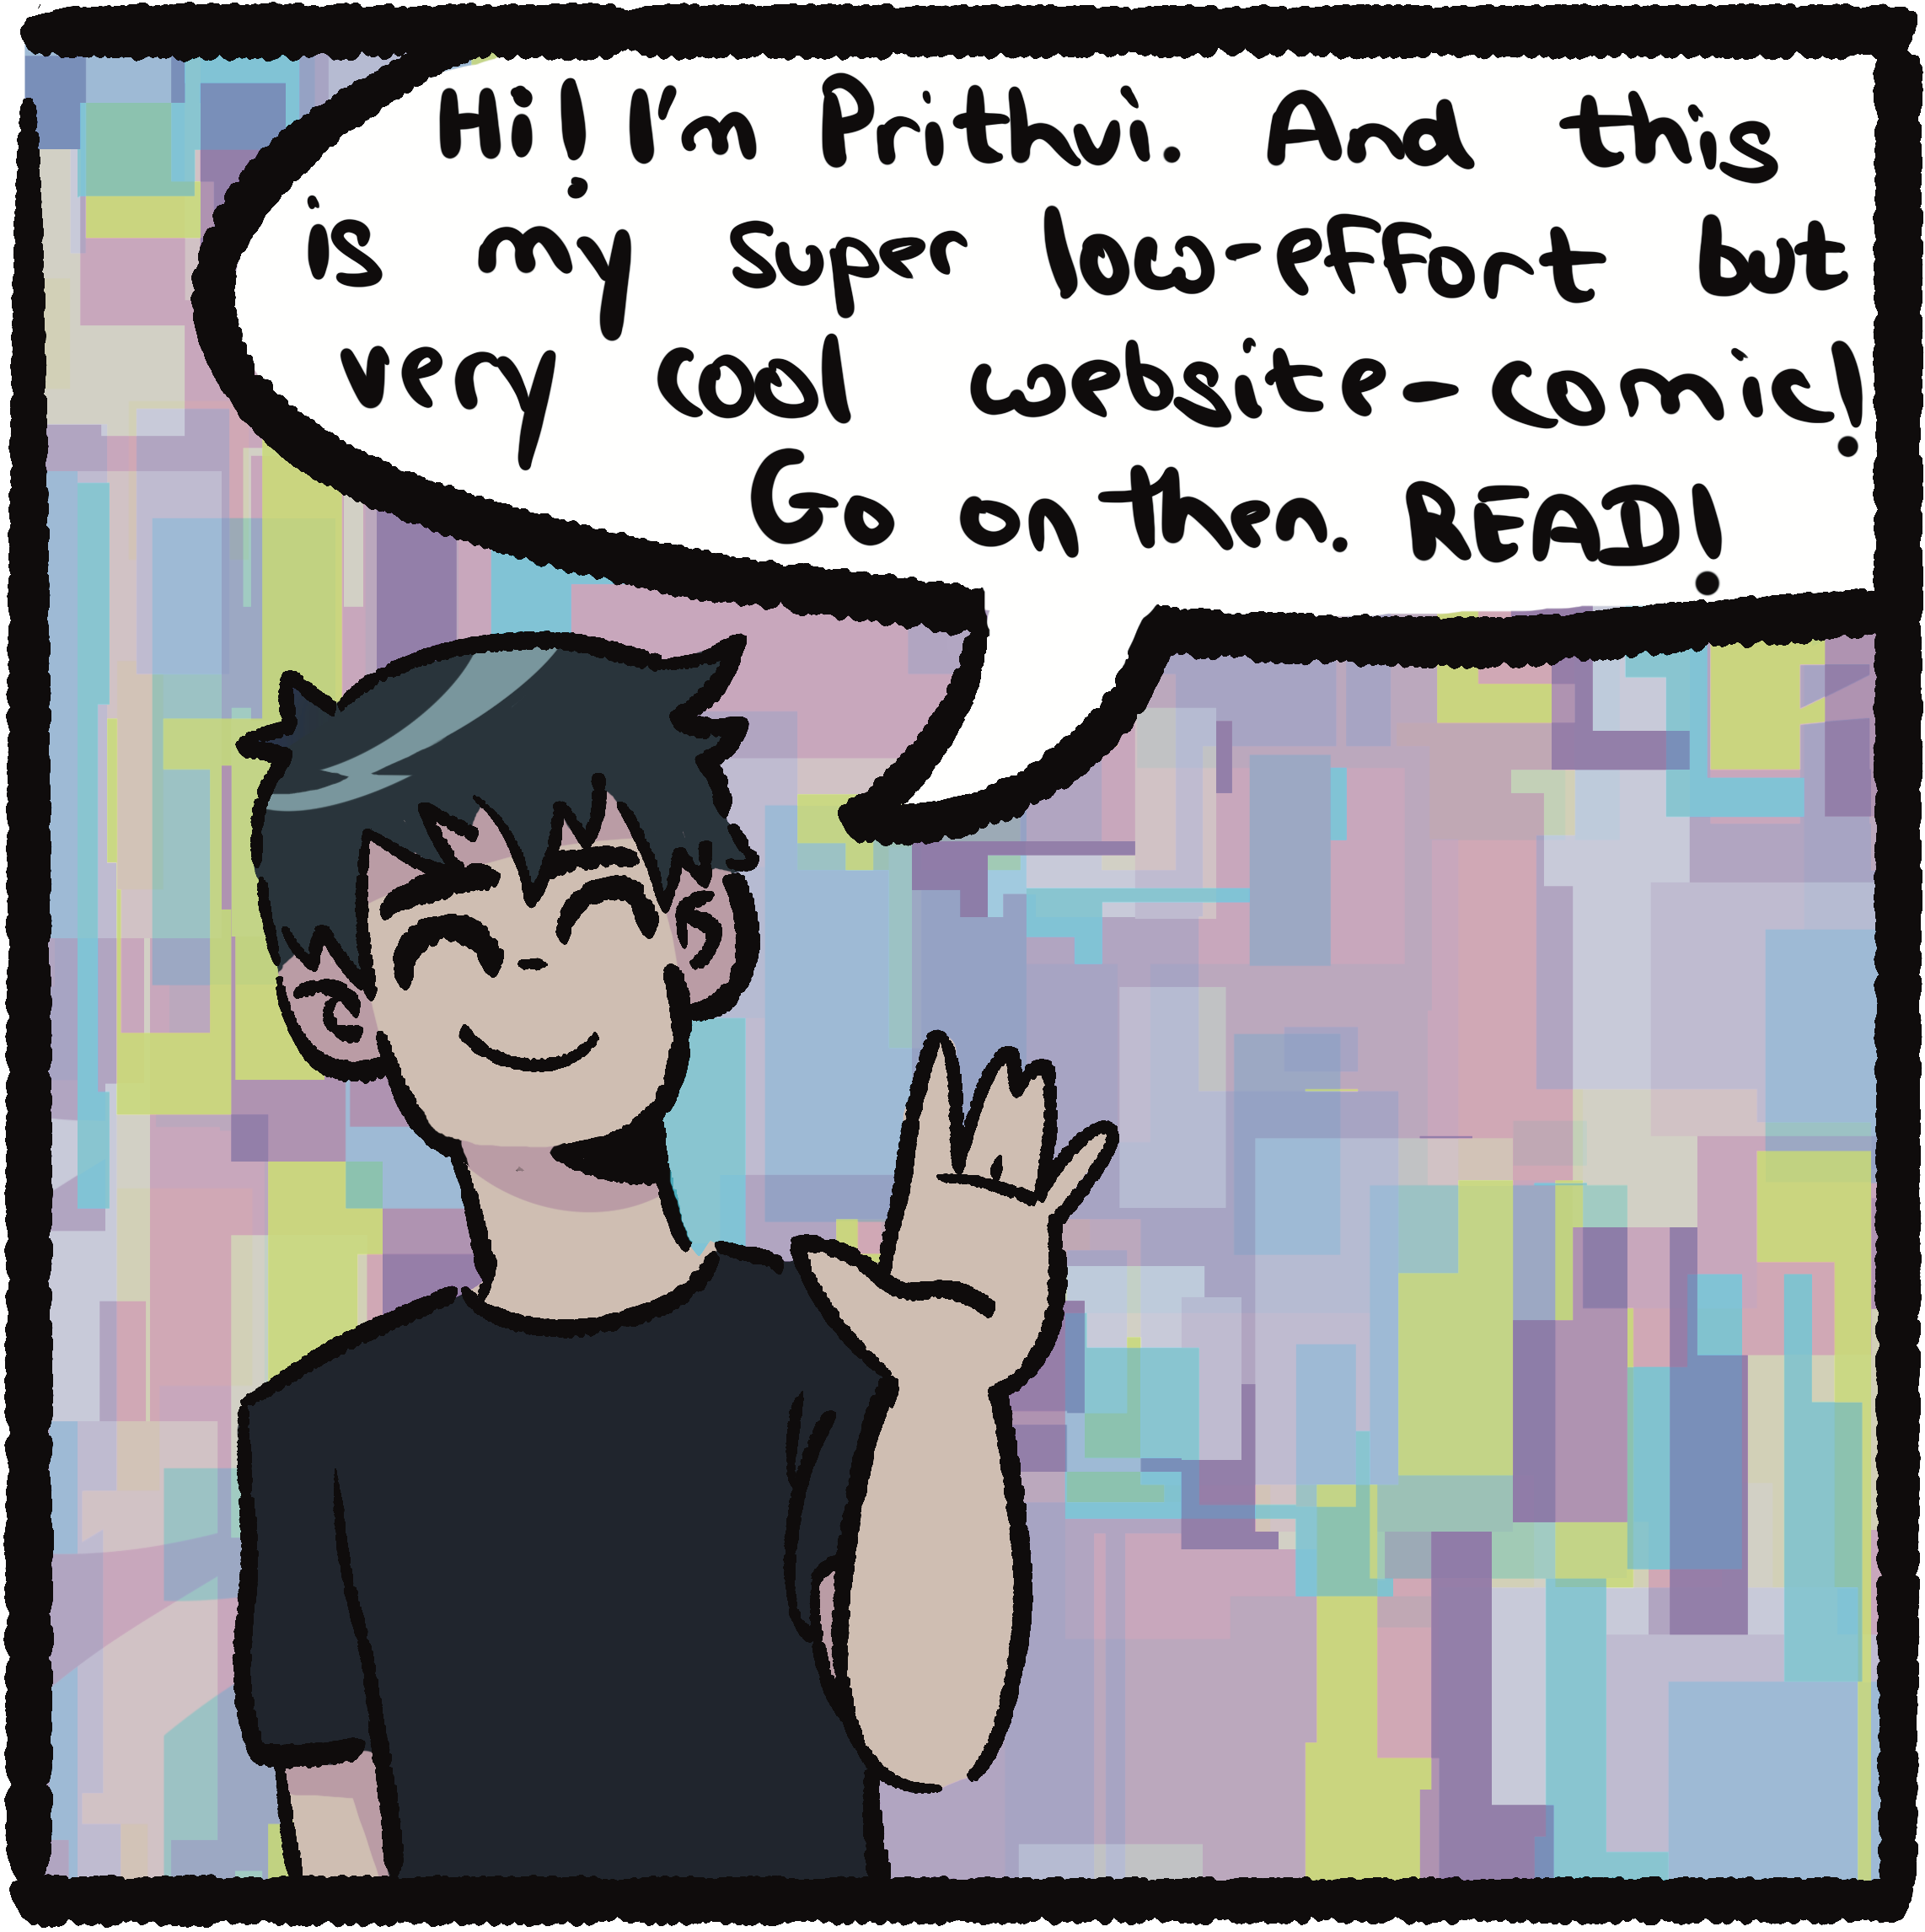 Hi! I'm Prithvi. And this
is my super low-effort but
very cool website-comic!
Go on then. READ!